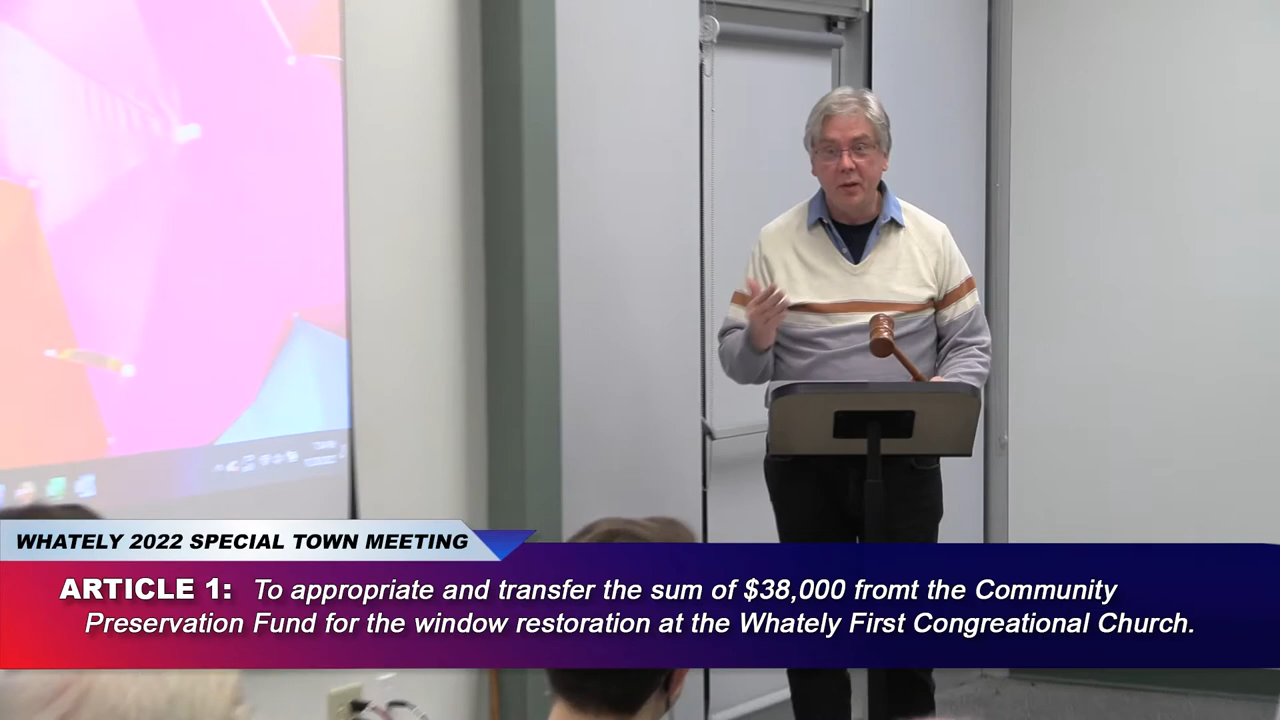 WHATELY 2022 SPECIAL TOWN MEETING
ARTICLE 1: To appropriate and transfer the sum of $38,000 fromt the Community
Preservation Fund for the window restoration at the Whately First Congreational Church.